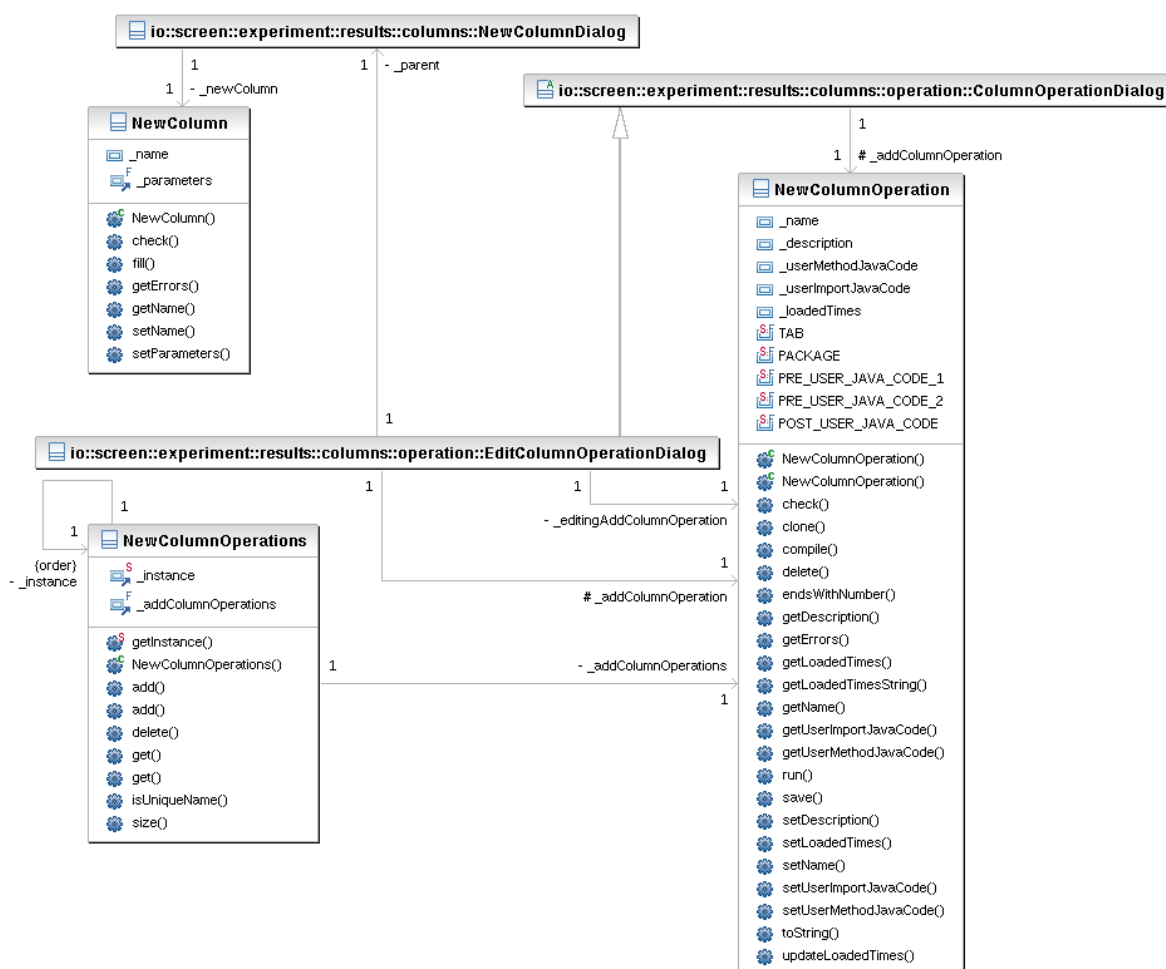 io::screen::experiment::results::columns::NewColumnDialog
1
1
- _newColumn
1
- _parent
io::screen::experiment::results::columns::operation::ColumnOperationDialog
1
1
# _addColumnOperation
NewColumn
_name
F
_parameters
C
NewColumn()
check()
fill()
getErrors()
getName()
setName()
setParameters()
NewColumnOperation
_name
_description
_userMethodJavaCode
_userImportJavaCode
_loadedTimes
TAB
PACKAGE
PRE_USER_JAVA_CODE_1
PRE_USER_JAVA_CODE_2
POST_USER_JAVA_CODE
NewColumnOperation()
NewColumnOperation()
check()
clone()
compile()
delete()
endsWithNumber()
getDescription()
getErrors()
getLoadedTimes()
getLoadedTimesString()
getName()
getUserImportJavaCode()
getUserMethodJavaCode()
run()
save()
setDescription()
setLoadedTimes()
setName()
setUserImportJavaCode()
setUserMethodJavaCode()
toString()
updateLoadedTimes()
1
io::screen::experiment::results::columns::operation::EditColumnOperationDialog
1
1
1
- _editingAddColumnOperation
1
# _addColumnOperation
1
1
{order}
- _instance
NewColumnOperations
S
_instance
F
_addColumnOperations
getInstance()
NewColumnOperations()
add()
add()
delete()
get()
get()
isUniqueName()
size()
1
- _addColumnOperations
1